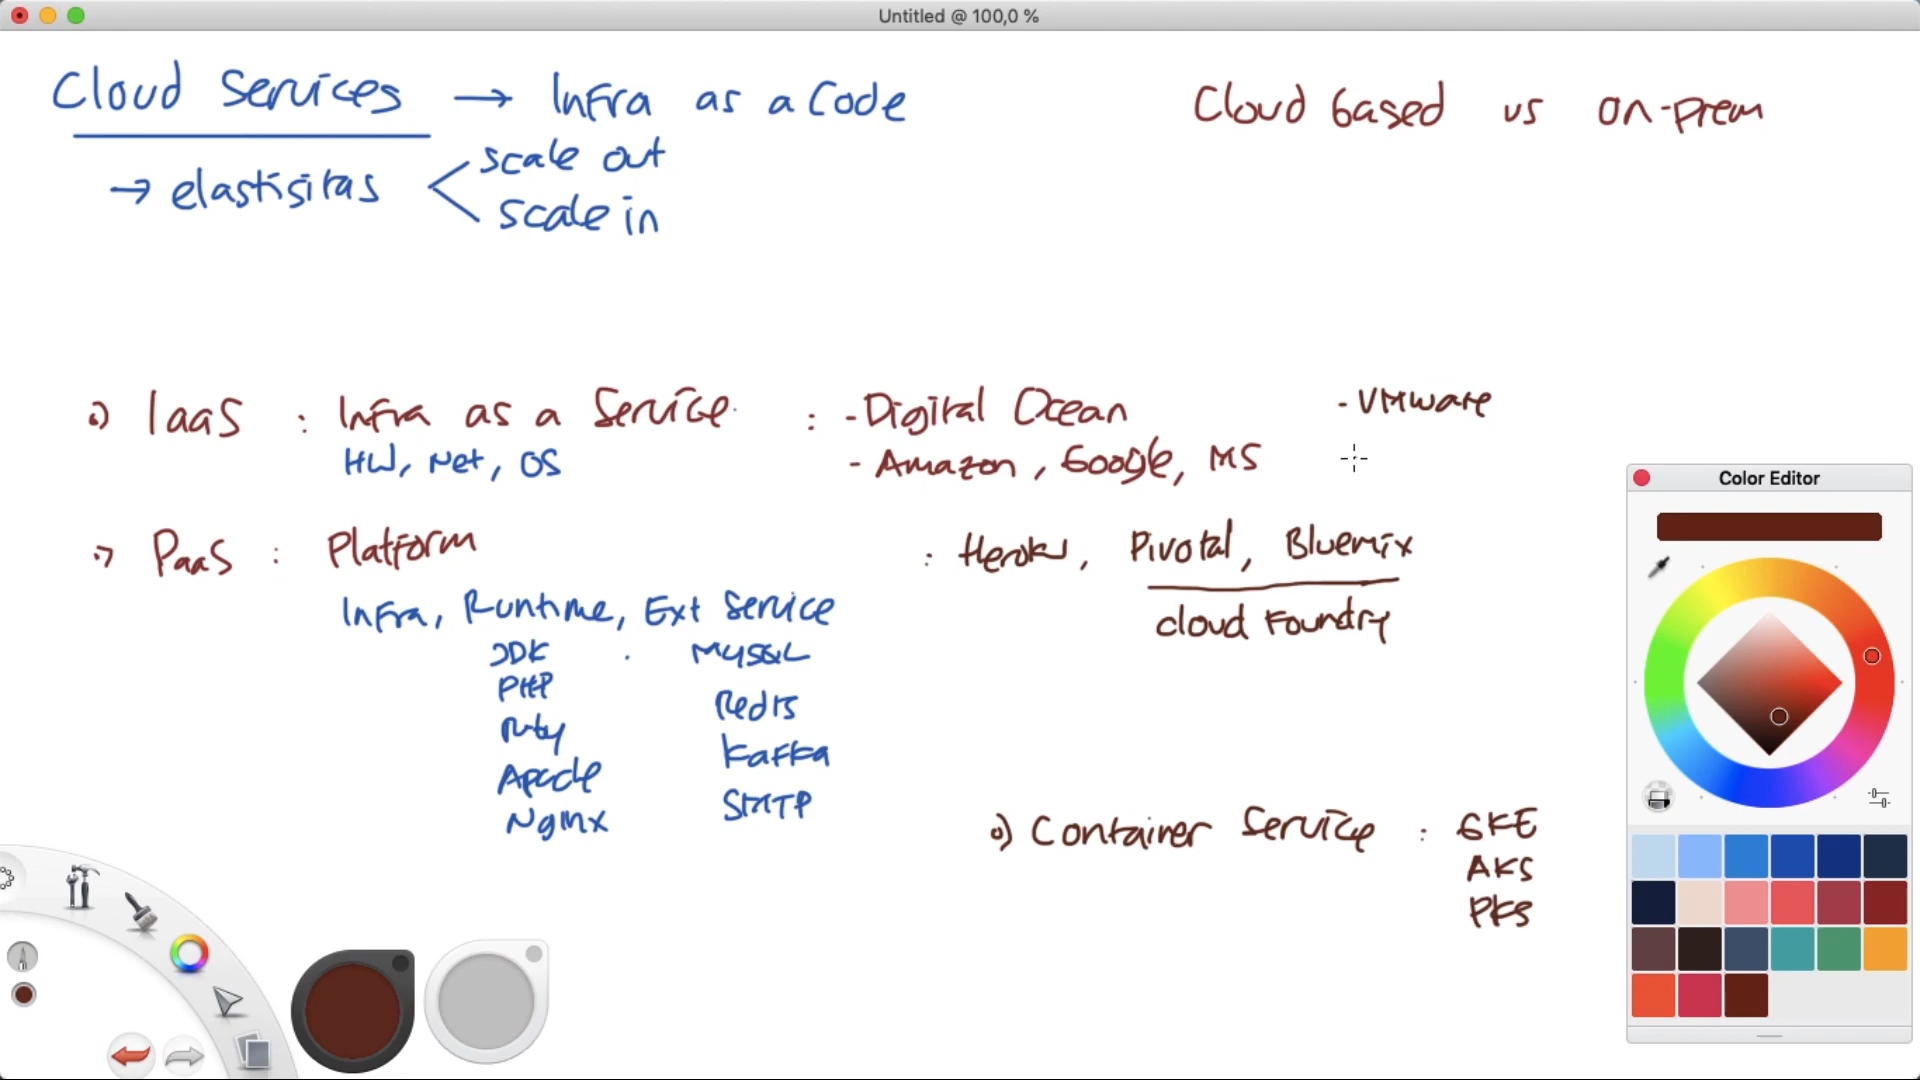 Untitled @ 100,0 %
Cloud Services → Infra as a Code
Cloud based vs on-prem
→ elastisitas < scale out
scale in
IaaS : Infra as a Service : - Digital Ocean - VMware
HW, Net, OS - Amazon, Google, MS
PaaS : Platform : Heroku, Pivotal, Bluemix
Infra, Runtime, Ext Service cloud Foundry
JDK MySQL
PHP Redis
Ruby Kafka
Apache SMTP
Nginx
Container Service : GKE
AKS
PKS
Color Editor